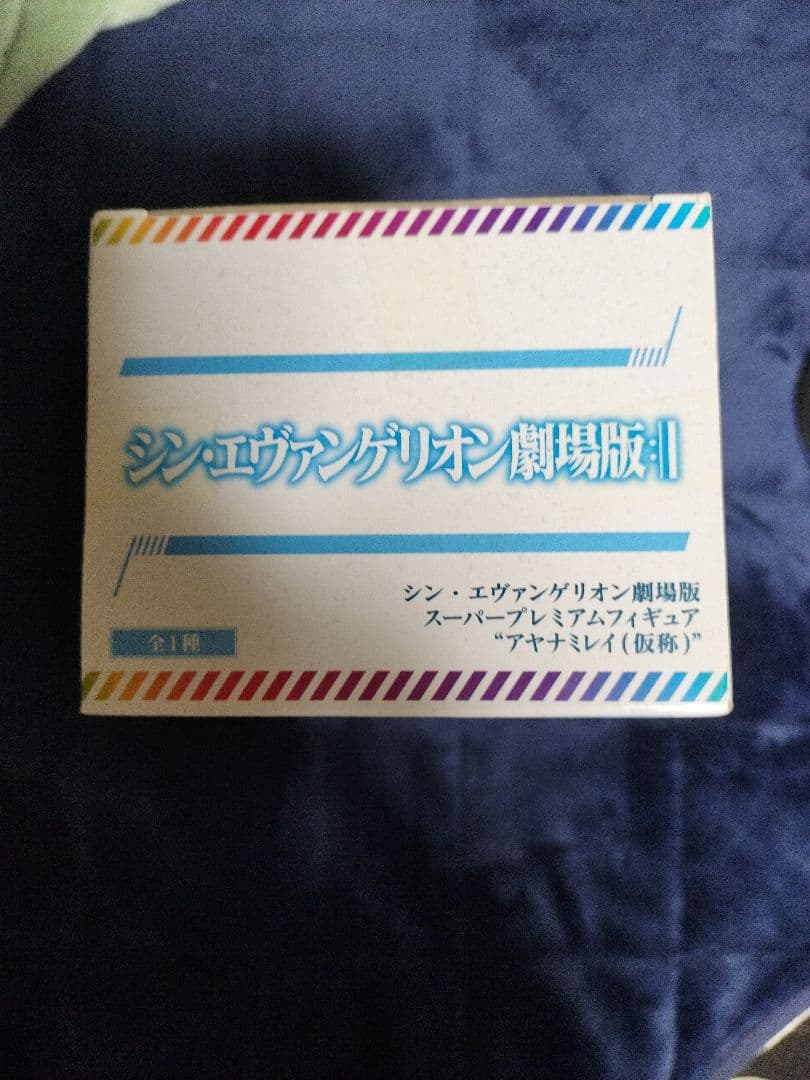 シン・エヴァンゲリオン劇場版:||
シン・エヴァンゲリオン劇場版
スーパープレミアムフィギュア
“アヤナミレイ(仮称)”
全1種